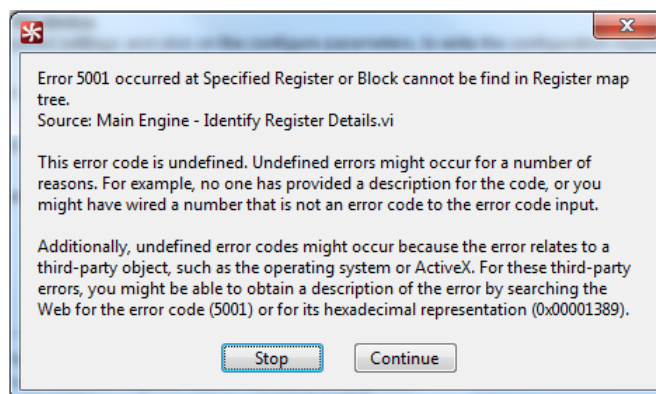 Error 5001 occurred at Specified Register or Block cannot be find in Register map
tree.
Source: Main Engine - Identify Register Details.vi
This error code is undefined. Undefined errors might occur for a number of
reasons. For example, no one has provided a description for the code, or you
might have wired a number that is not an error code to the error code input.
Additionally, undefined error codes might occur because the error relates to a
third-party object, such as the operating system or ActiveX. For these third-party
errors, you might be able to obtain a description of the error by searching the
Web for the error code (5001) or for its hexadecimal representation (0x00001389).
Stop Continue